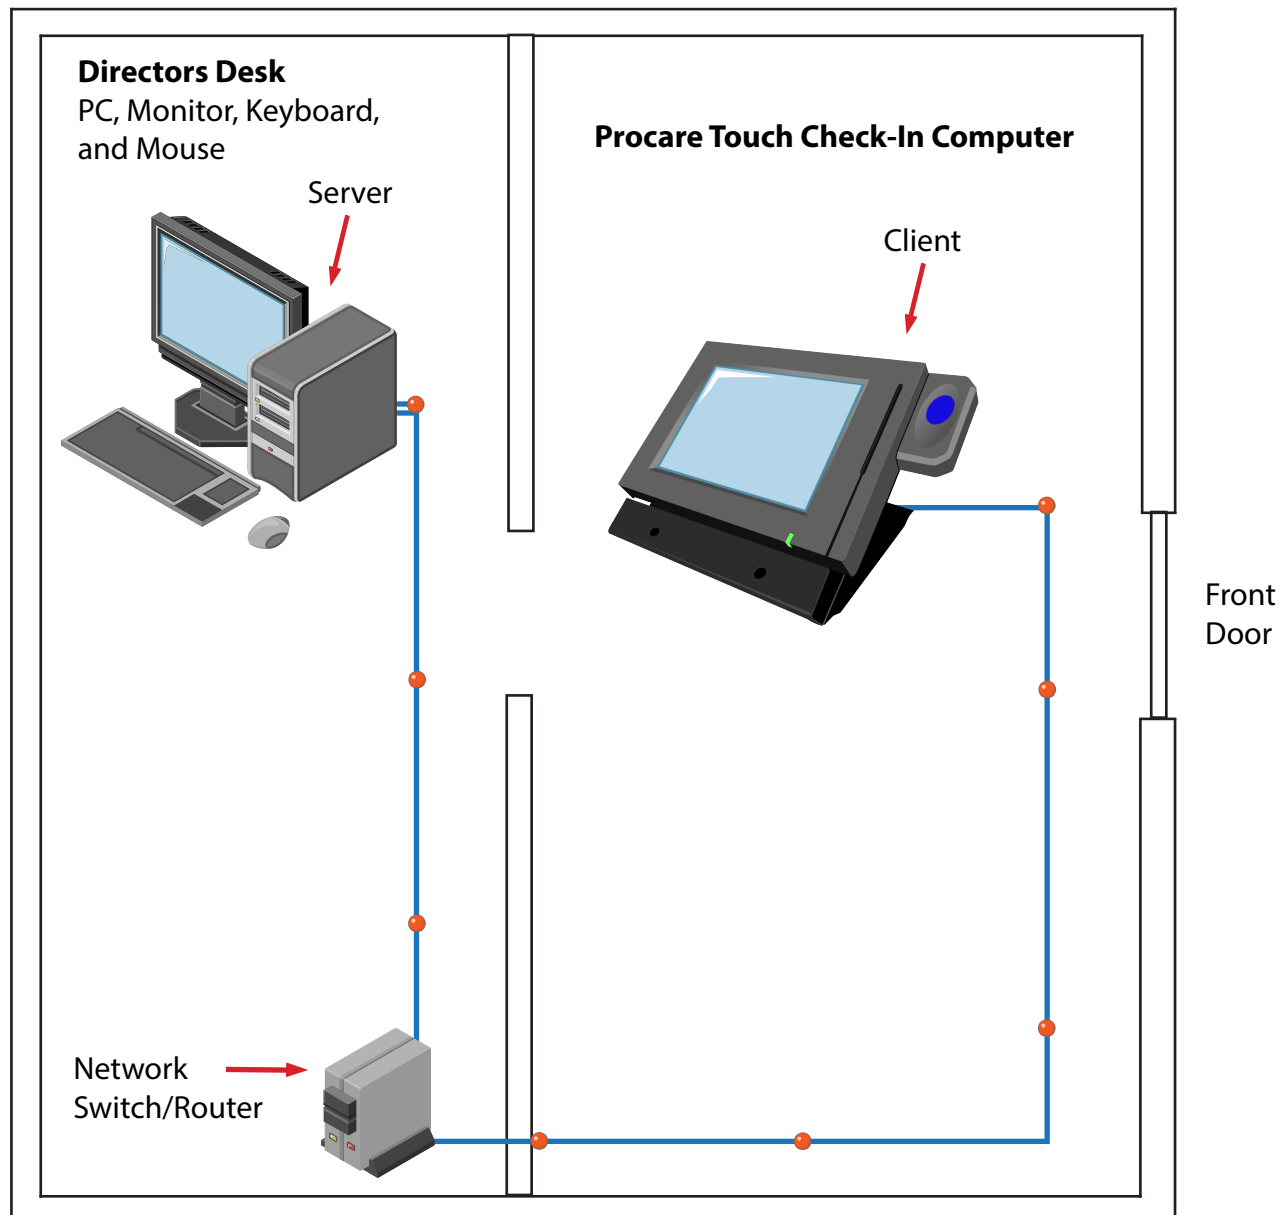 Directors Desk
PC, Monitor, Keyboard,
and Mouse
Server
Procare Touch Check-In Computer
Client
Front
Door
Network
Switch/Router